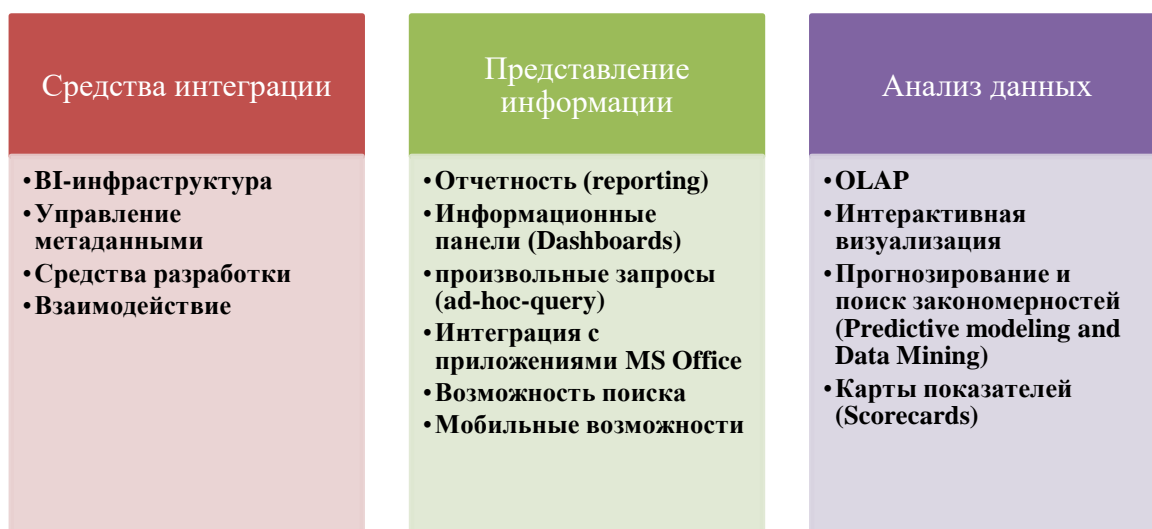 Средства интеграции
•BI-инфраструктура
•Управление
метаданными
•Средства разработки
•Взаимодействие
Представление
информации
•Отчетность (reporting)
•Информационные
панели (Dashboards)
•произвольные запросы
(ad-hoc-query)
•Интеграция с
приложениями MS Office
•Возможность поиска
•Мобильные возможности
Анализ данных
•OLAP
•Интерактивная
визуализация
•Прогнозирование и
поиск закономерностей
(Predictive modeling and
Data Mining)
•Карты показателей
(Scorecards)